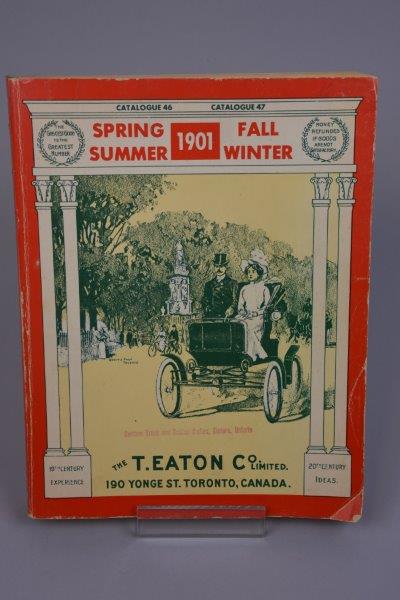 CATALOGUE 46 CATALOGUE 47
THE
GREATEST GOOD
TO THE
GREATEST
NUMBER
SPRING
SUMMER
1901
FALL
WINTER
MONEY
REFUNDED
IF GOODS
ARE NOT
SATISFACTORY
and Ontario
THE T. EATON CO. LIMITED.
190 YONGE ST. TORONTO, CANADA.
19TH CENTURY
EXPERIENCE
20TH CENTURY
IDEAS.